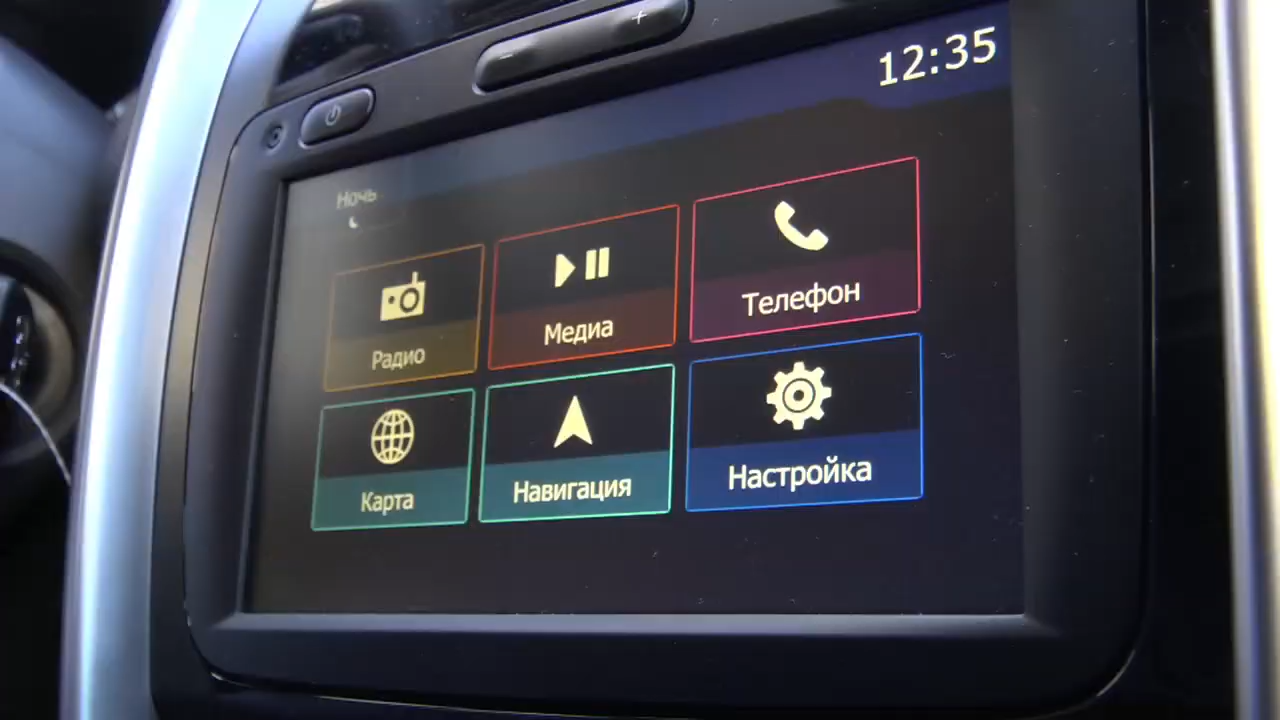 12:35
Ночь
Радио
Медиа
Телефон
Карта
Навигация
Настройка